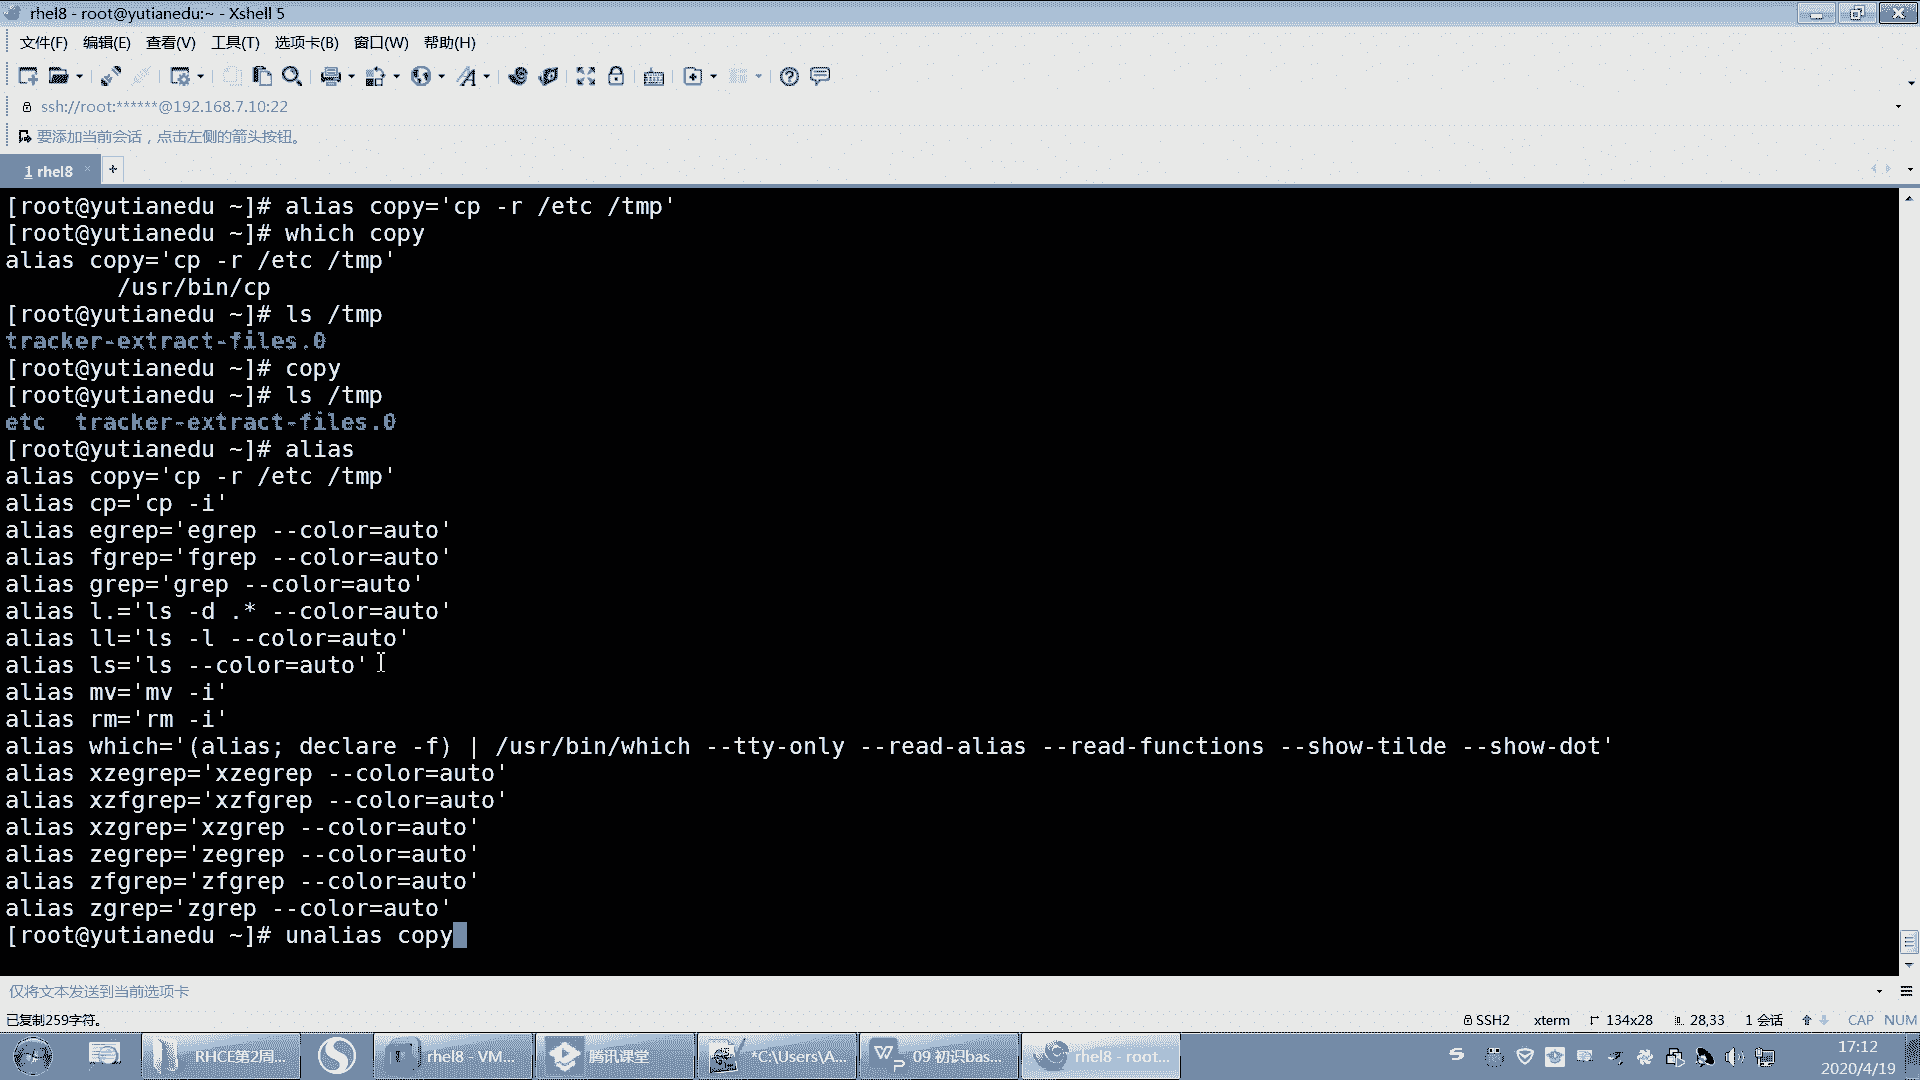 rhel8 - root@yutianedu:~ - Xshell 5
文件(F) 编辑(E) 查看(V) 工具(T) 选项卡(B) 窗口(W) 帮助(H)
ssh://root:******@192.168.7.10:22
要添加当前会话，点击左侧的箭头按钮。
1 rhel8
[root@yutianedu ~]# alias copy='cp -r /etc /tmp'
[root@yutianedu ~]# which copy
alias copy='cp -r /etc /tmp'
/usr/bin/cp
[root@yutianedu ~]# ls /tmp
tracker-extract-files.0
[root@yutianedu ~]# copy
[root@yutianedu ~]# ls /tmp
etc tracker-extract-files.0
[root@yutianedu ~]# alias
alias copy='cp -r /etc /tmp'
alias cp='cp -i'
alias egrep='egrep --color=auto'
alias fgrep='fgrep --color=auto'
alias grep='grep --color=auto'
alias l.='ls -d .* --color=auto'
alias ll='ls -l --color=auto'
alias ls='ls --color=auto'
alias mv='mv -i'
alias rm='rm -i'
alias which='(alias; declare -f) | /usr/bin/which --tty-only --read-alias --read-functions --show-tilde --show-dot'
alias xzegrep='xzegrep --color=auto'
alias xzfgrep='xzfgrep --color=auto'
alias xzgrep='xzgrep --color=auto'
alias zegrep='zegrep --color=auto'
alias zfgrep='zfgrep --color=auto'
alias zgrep='zgrep --color=auto'
[root@yutianedu ~]# unalias copy
仅将文本发送到当前选项卡
已复制259字符。 SSH2 xterm 134x28 28,33 1 会话 CAP NUM
RHCE第2周... rhel8 - VM... 腾讯课堂 *C:\Users\A... 09 初识bas... rhel8 - root... 17:12
2020/4/19